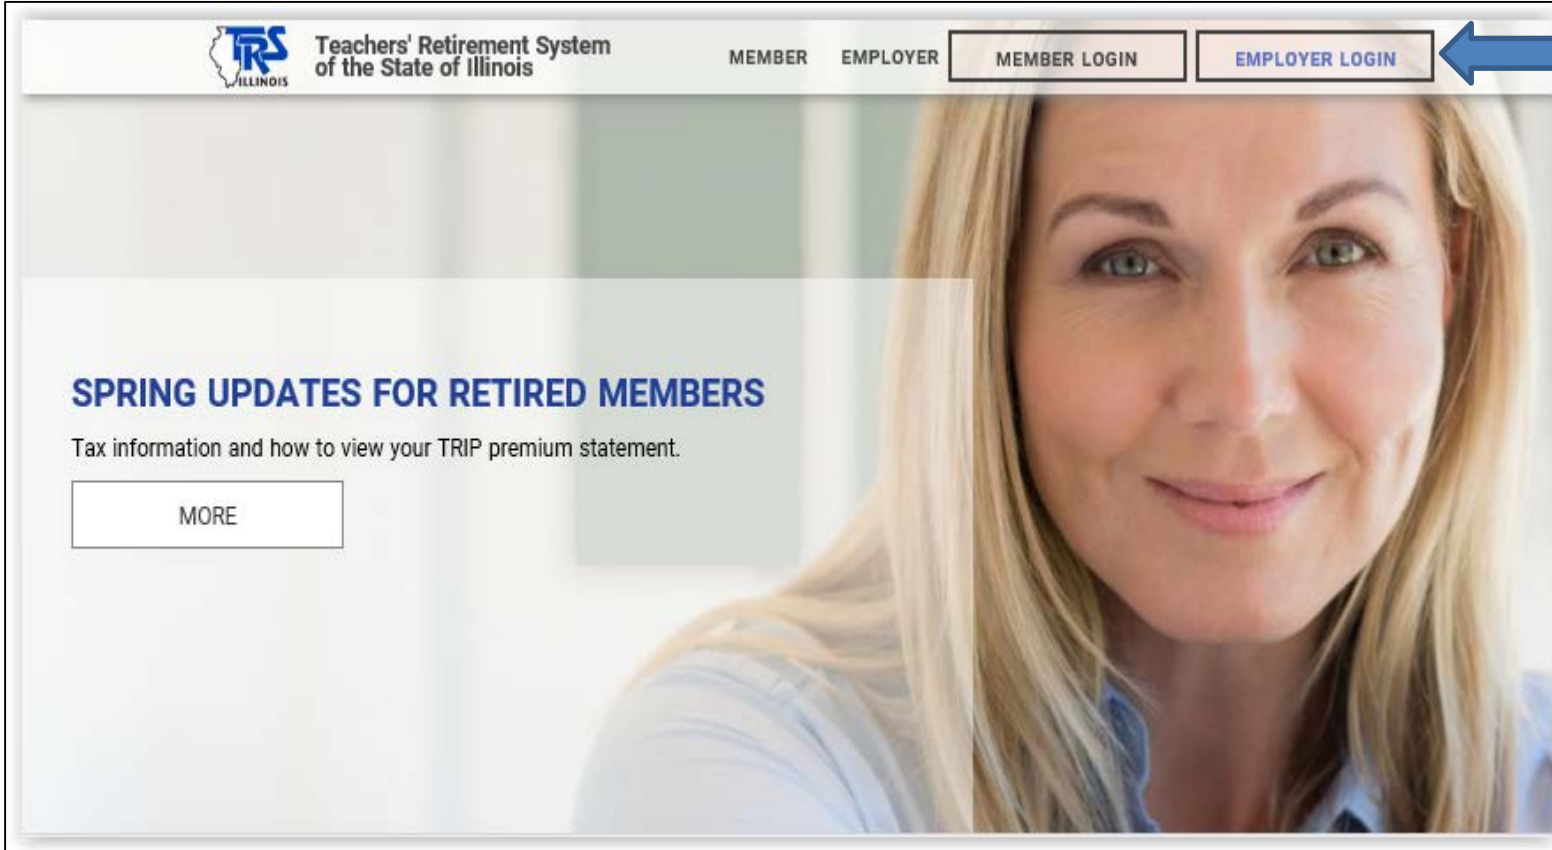 TRS
ILLINOIS
Teachers' Retirement System
of the State of Illinois
MEMBER
EMPLOYER
MEMBER LOGIN
EMPLOYER LOGIN
SPRING UPDATES FOR RETIRED MEMBERS
Tax information and how to view your TRIP premium statement.
MORE